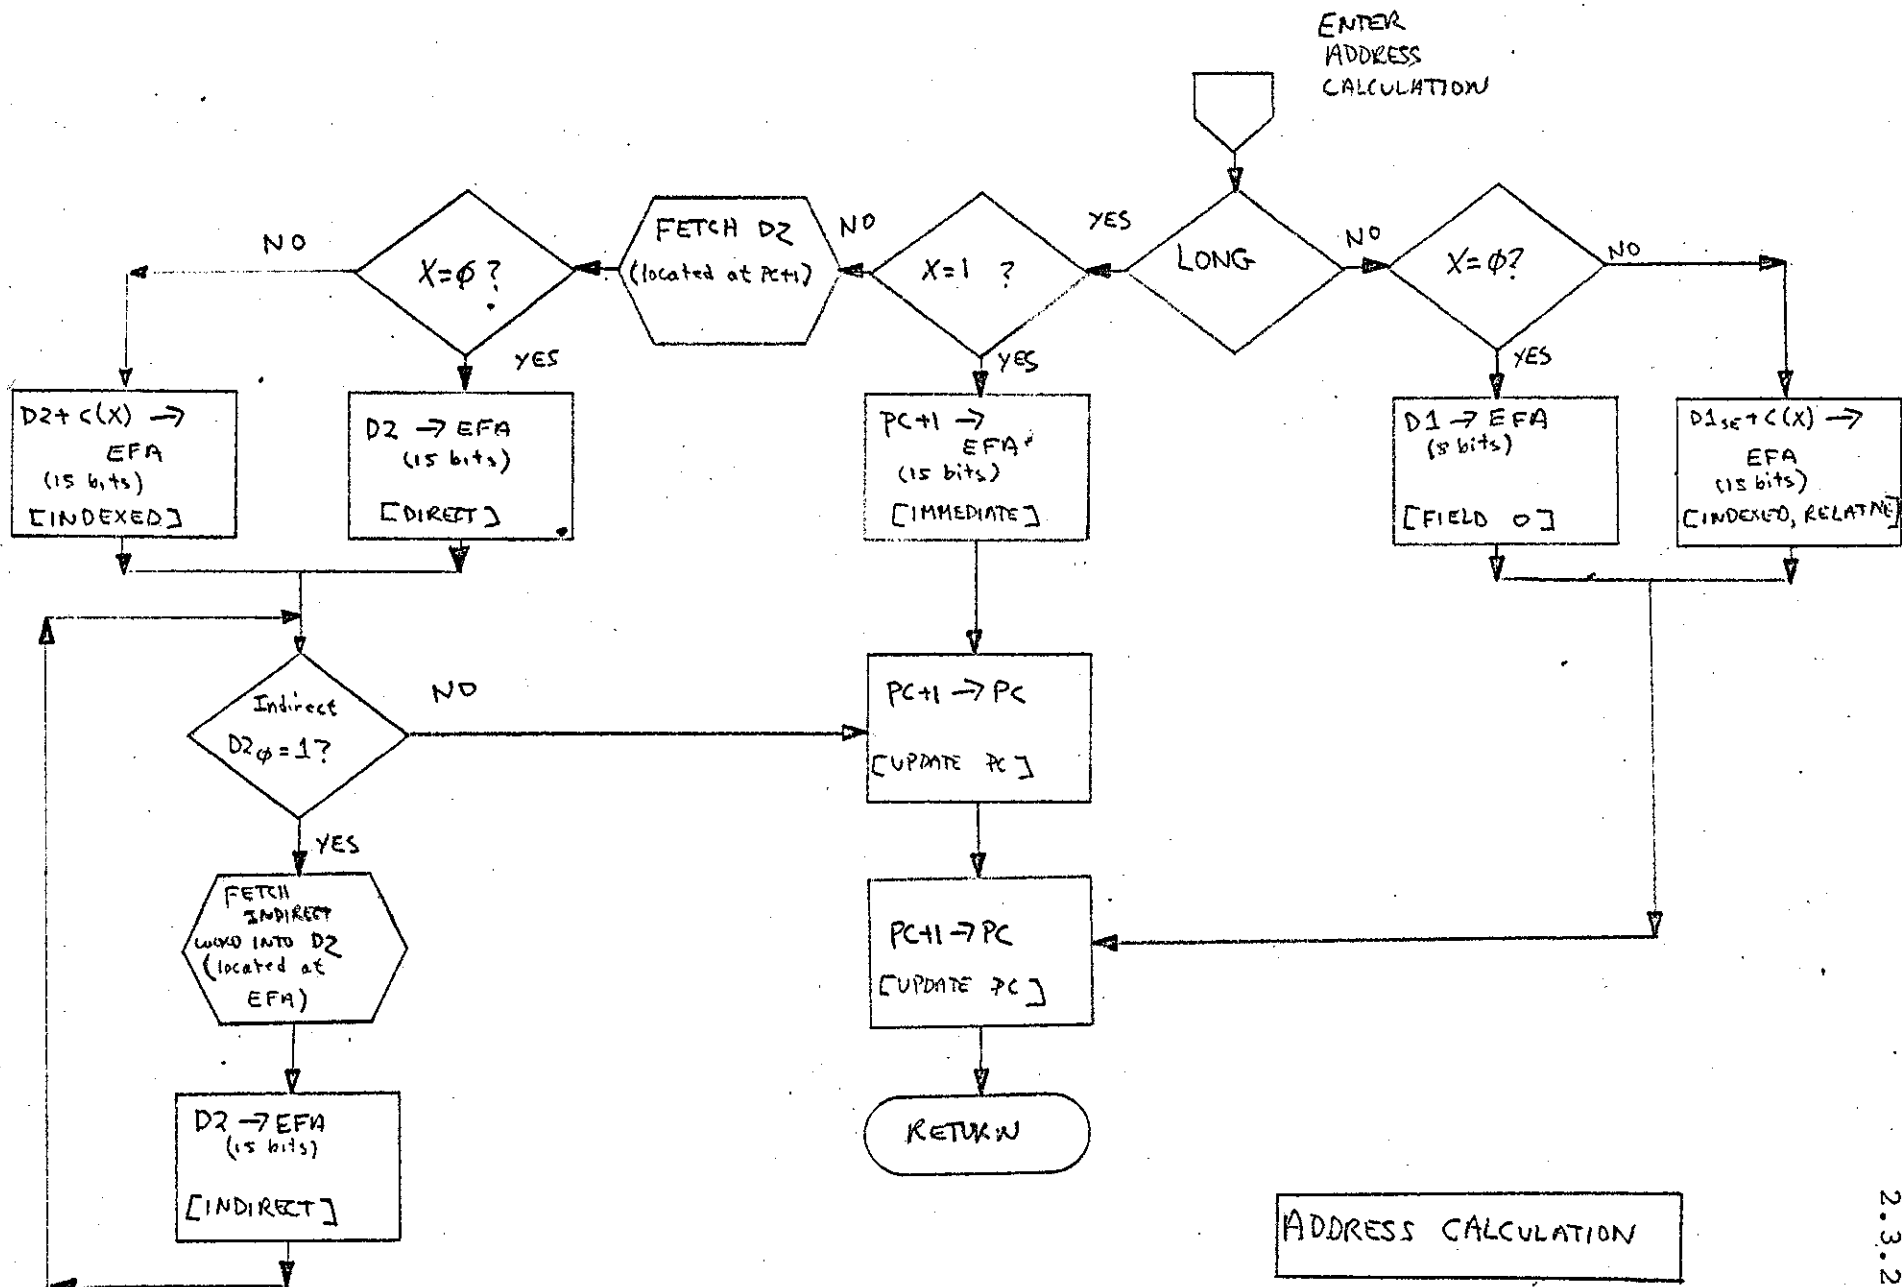 ENTER
ADDRESS
CALCULATION
LONG
YES
NO
X=1 ?
NO
YES
FETCH D2
(located at PC+1)
X=φ?
NO
YES
D2+C(X) →
EFA
(15 bits)
[INDEXED]
D2 → EFA
(15 bits)
[DIRECT]
PC+1 →
EFA
(15 bits)
[IMMEDIATE]
X=φ?
NO
YES
D1 → EFA
(8 bits)
[FIELD 0]
D1SE+C(X) →
EFA
(15 bits)
[INDEXED, RELATIVE]
Indirect
D2φ=1?
NO
YES
PC+1 → PC
[UPDATE PC]
FETCH
INDIRECT
WORD INTO D2
(located at
EFA)
PC+1 → PC
[UPDATE PC]
D2 → EFA
(15 bits)
[INDIRECT]
RETURN
ADDRESS CALCULATION
2.3.2